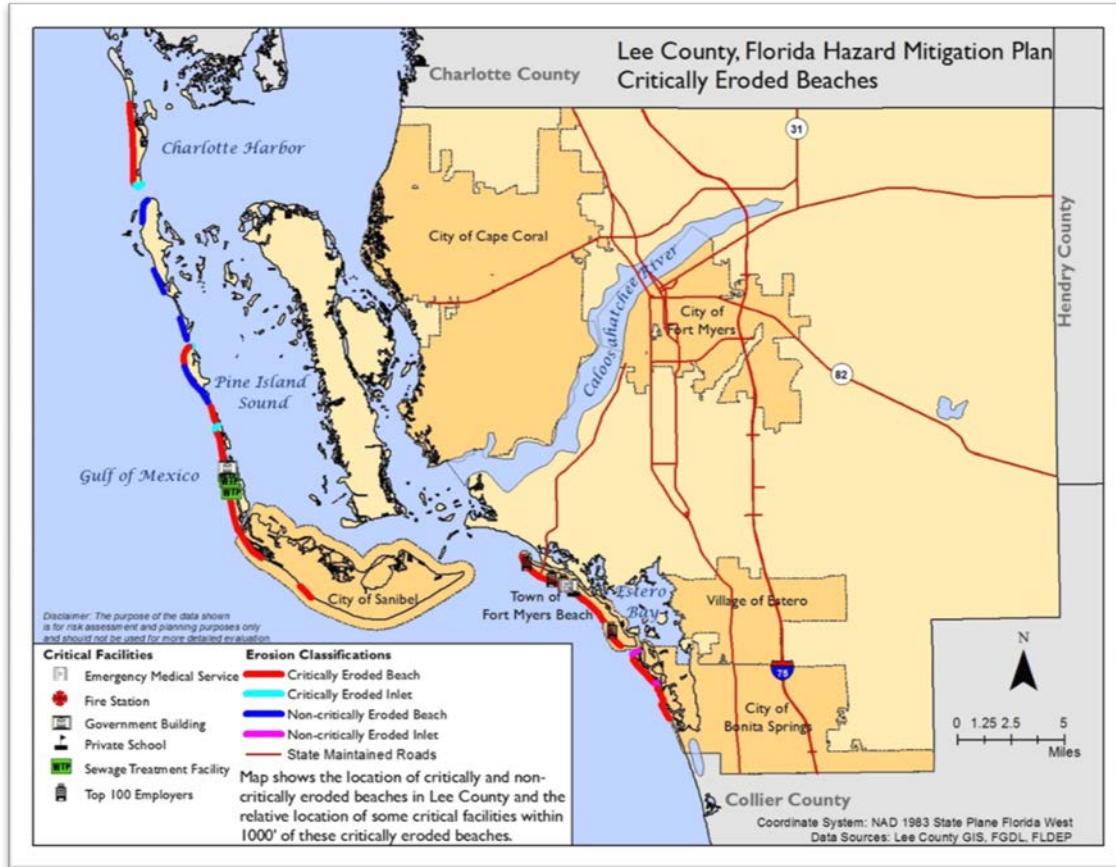 Lee County, Florida Hazard Mitigation Plan
Critically Eroded Beaches
Charlotte County
Charlotte Harbor
31
Hendry County
City of Cape Coral
Caloosahatchee River
City of
Fort Myers
82
Pine Island
Sound
Gulf of Mexico
WTP
WTP
City of Sanibel
Town of
Fort Myers Beach
Estero
Bay
Village of Estero
75
City of
Bonita Springs
N
0 1.25 2.5 5
Miles
Collier County
Disclaimer: The purpose of the data shown
is for risk assessment and planning purposes only
and should not be used for more detailed evaluation
Critical Facilities
Emergency Medical Service
Fire Station
Government Building
Private School
WTP Sewage Treatment Facility
Top 100 Employers
Erosion Classifications
Critically Eroded Beach
Critically Eroded Inlet
Non-critically Eroded Beach
Non-critically Eroded Inlet
State Maintained Roads
Map shows the location of critically and non-
critically eroded beaches in Lee County and the
relative location of some critical facilities within
1000' of these critically eroded beaches.
Coordinate System: NAD 1983 State Plane Florida West
Data Sources: Lee County GIS, FGDL, FLDEP